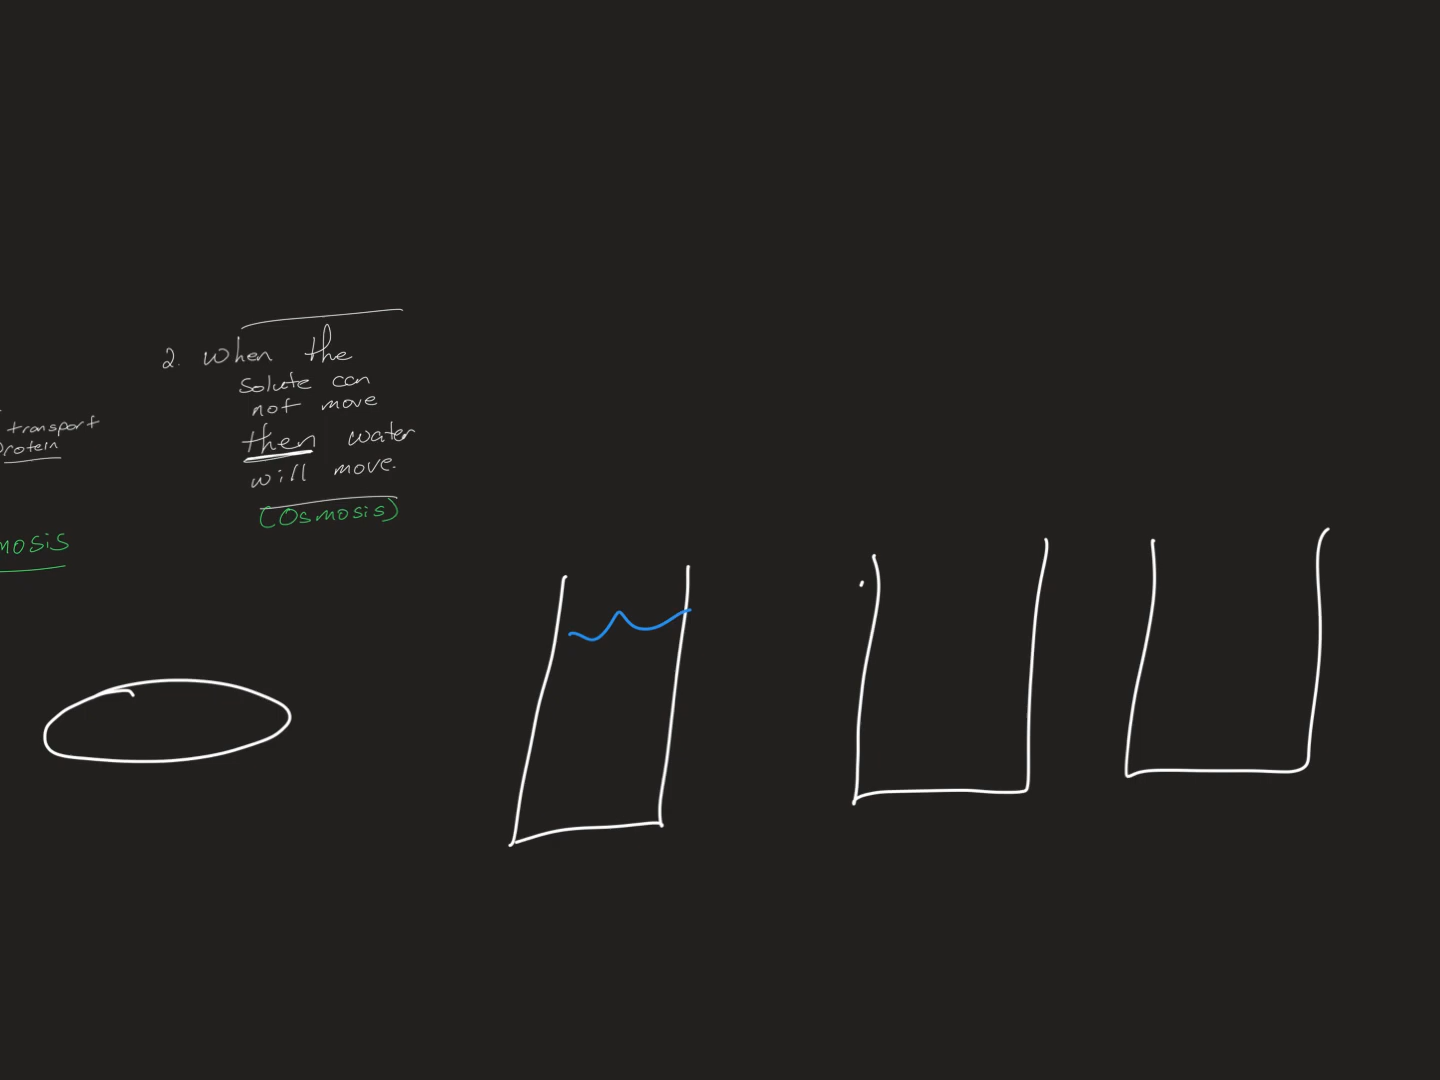 2. When the
solute can
not move
then water
will move.
(Osmosis)
transport
protein
mosis